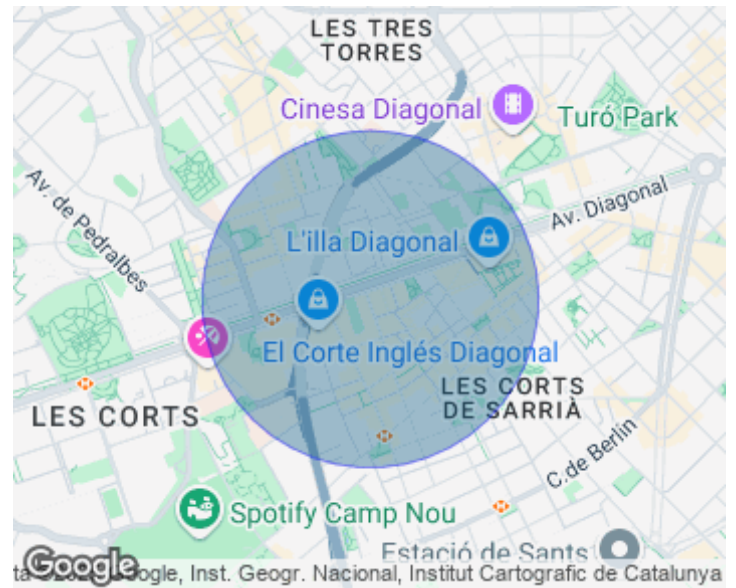 LES TRES
TORRES
Cinesa Diagonal
Turó Park
Av. de Pedralbes
Av. Diagonal
L'illa Diagonal
El Corte Inglés Diagonal
LES CORTS
DE SARRIÀ
LES CORTS
C. de Berlín
Spotify Camp Nou
Estació de Sants
Google
Google, Inst. Geogr. Nacional, Institut Cartografic de Catalunya